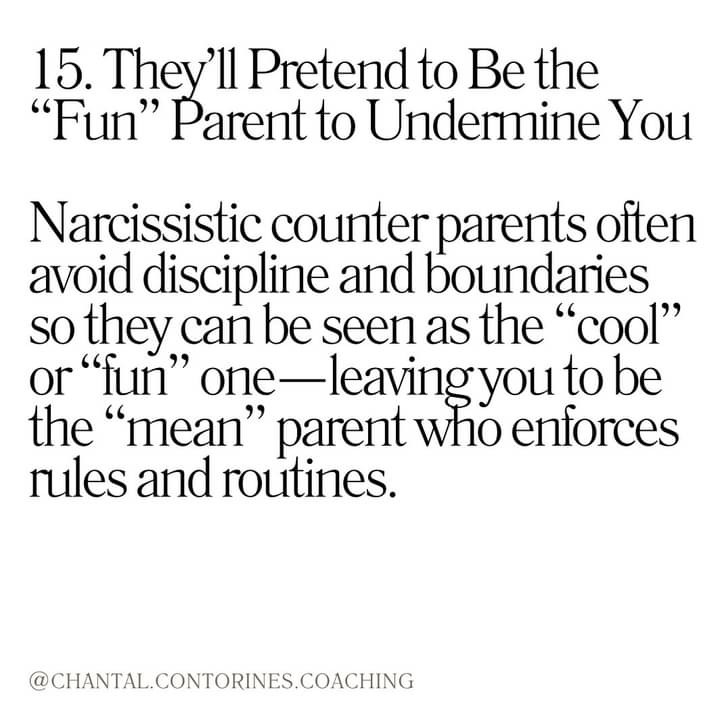 15. They’ll Pretend to Be the
“Fun” Parent to Undermine You
Narcissistic counter parents often
avoid discipline and boundaries
so they can be seen as the “cool”
or “fun” one—leaving you to be
the “mean” parent who enforces
rules and routines.
@CHANTAL.CONTORINES.COACHING